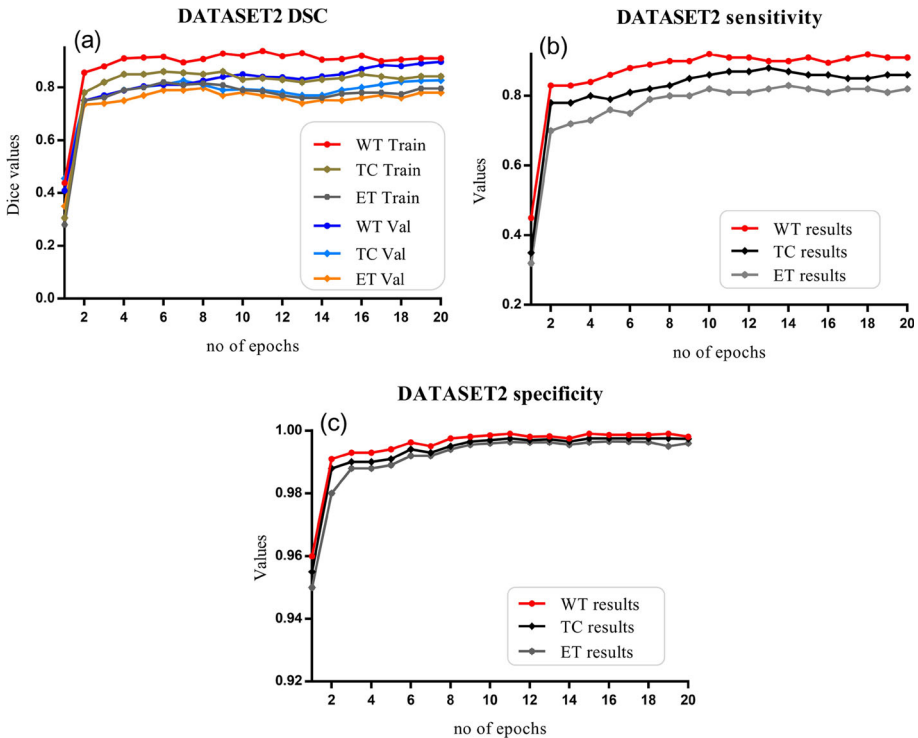 DATASET2 DSC
(a)
Dice values
0.8
0.6
0.4
0.2
0.0
WT Train
TC Train
ET Train
WT Val
TC Val
ET Val
2 4 6 8 10 12 14 16 18 20
no of epochs
DATASET2 sensitivity
(b)
Values
0.8
0.6
0.4
0.2
WT results
TC results
ET results
2 4 6 8 10 12 14 16 18 20
no of epochs
DATASET2 specificity
(c)
Values
1.00
0.98
0.96
0.94
0.92
WT results
TC results
ET results
2 4 6 8 10 12 14 16 18 20
no of epochs